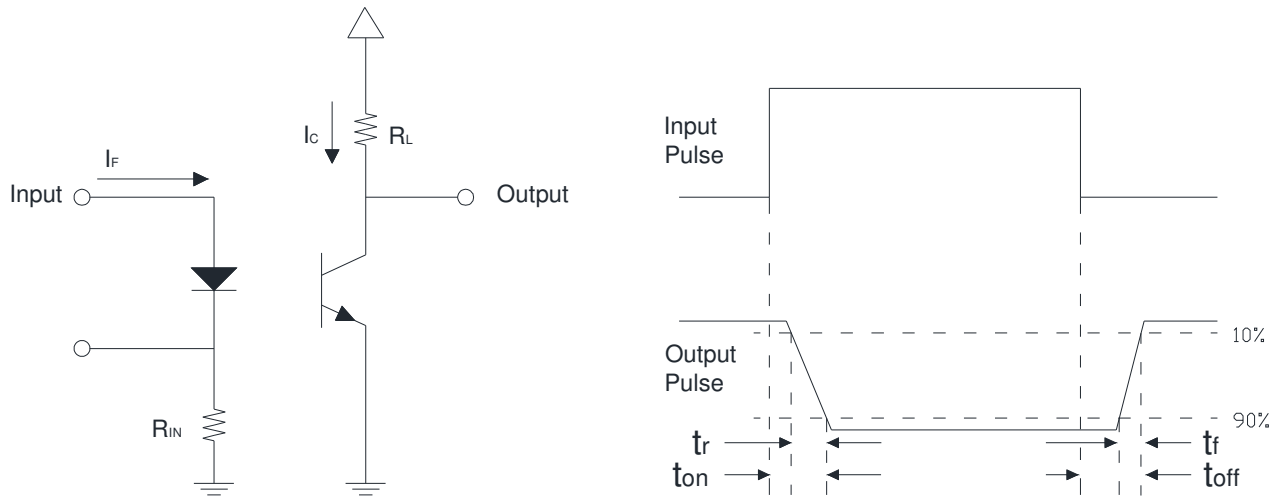 Input
IF
IC
RL
Output
RIN
Input
Pulse
Output
Pulse
10%
90%
tr
tf
ton
toff